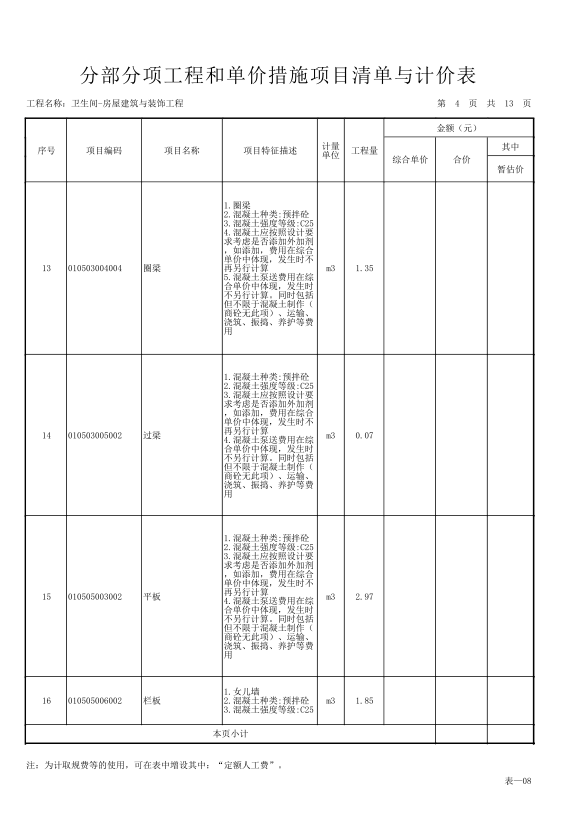 分部分项工程和单价措施项目清单与计价表
工程名称: 卫生间-房屋建筑与装饰工程 第 4 页 共 13 页
序号 项目编码 项目名称 项目特征描述 计量单位 工程量 金额（元）
综合单价 合价 其中
暂估价
13 010503004004 圈梁 m3 1.35
1.圈梁
2.混凝土种类:预拌砼
3.混凝土强度等级:C25
4.混凝土应按照设计要
求考虑是否添加外加剂
，如添加，费用在综合
单价中体现，发生时不
再另行计算
5.混凝土泵送费用在综
合单价中体现，发生时
不另行计算。同时包括
但不限于混凝土制作（
商砼无此项）、运输、
浇筑、振捣、养护等费
用
14 010503005002 过梁 m3 0.07
1.混凝土种类:预拌砼
2.混凝土强度等级:C25
3.混凝土应按照设计要
求考虑是否添加外加剂
，如添加，费用在综合
单价中体现，发生时不
再另行计算
4.混凝土泵送费用在综
合单价中体现，发生时
不另行计算。同时包括
但不限于混凝土制作（
商砼无此项）、运输、
浇筑、振捣、养护等费
用
15 010505003002 平板 m3 2.97
1.混凝土种类:预拌砼
2.混凝土强度等级:C25
3.混凝土应按照设计要
求考虑是否添加外加剂
，如添加，费用在综合
单价中体现，发生时不
再另行计算
4.混凝土泵送费用在综
合单价中体现，发生时
不另行计算。同时包括
但不限于混凝土制作（
商砼无此项）、运输、
浇筑、振捣、养护等费
用
16 010505006002 栏板 m3 1.85
1.女儿墙
2.混凝土种类:预拌砼
3.混凝土强度等级:C25
本页小计
注: 为计取规费等的使用，可在表中增设其中: “定额人工费”。
表—08